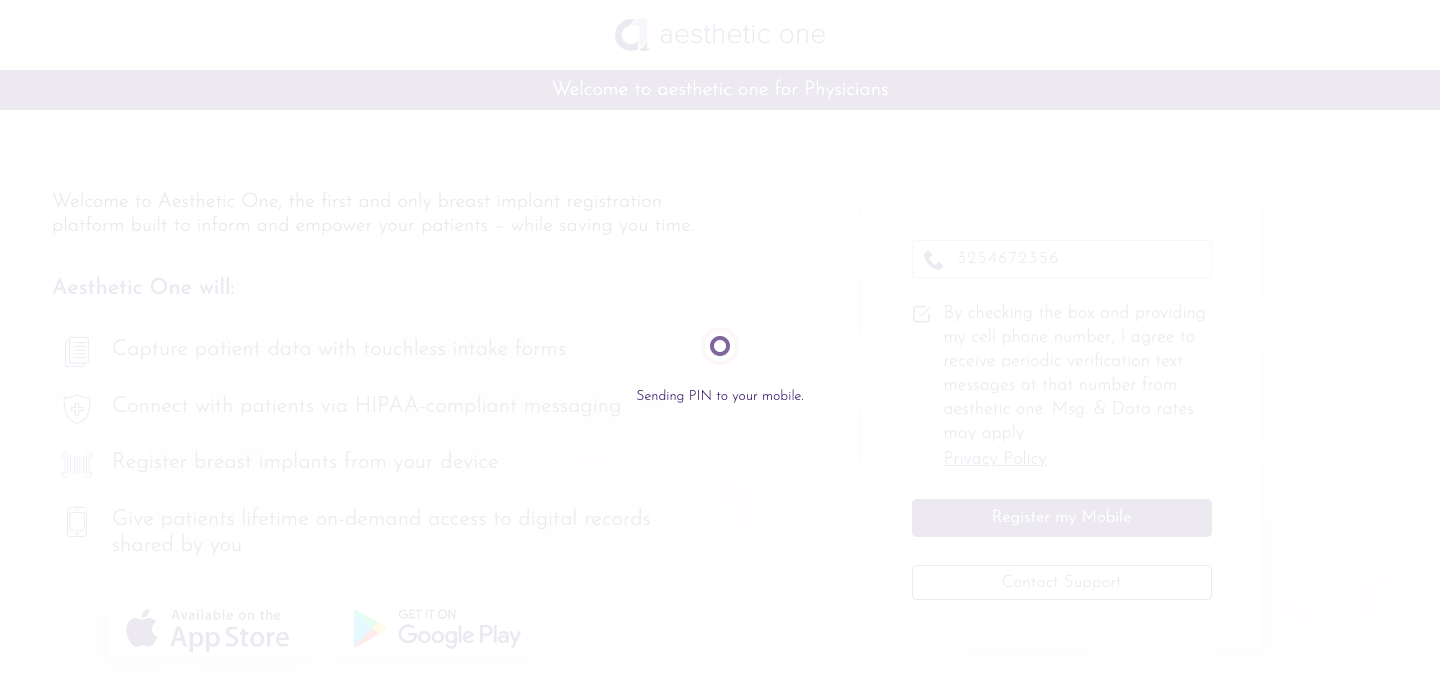 aesthetic one
Welcome to aesthetic one for Physicians
Welcome to Aesthetic One, the first and only breast implant registration
platform built to inform and empower your patients - while saving you time.
Aesthetic One will:
Capture patient data with touchless intake forms
Connect with patients via HIPAA-compliant messaging
Register breast implants from your device
Give patients lifetime on-demand access to digital records
shared by you
Available on the
App Store
GET IT ON
Google Play
Sending PIN to your mobile.
3254672356
By checking the box and providing
my cell phone number, I agree to
receive periodic verification text
messages at that number from
aesthetic one. Msg. & Data rates
may apply.
Privacy Policy
Register my Mobile
Contact Support